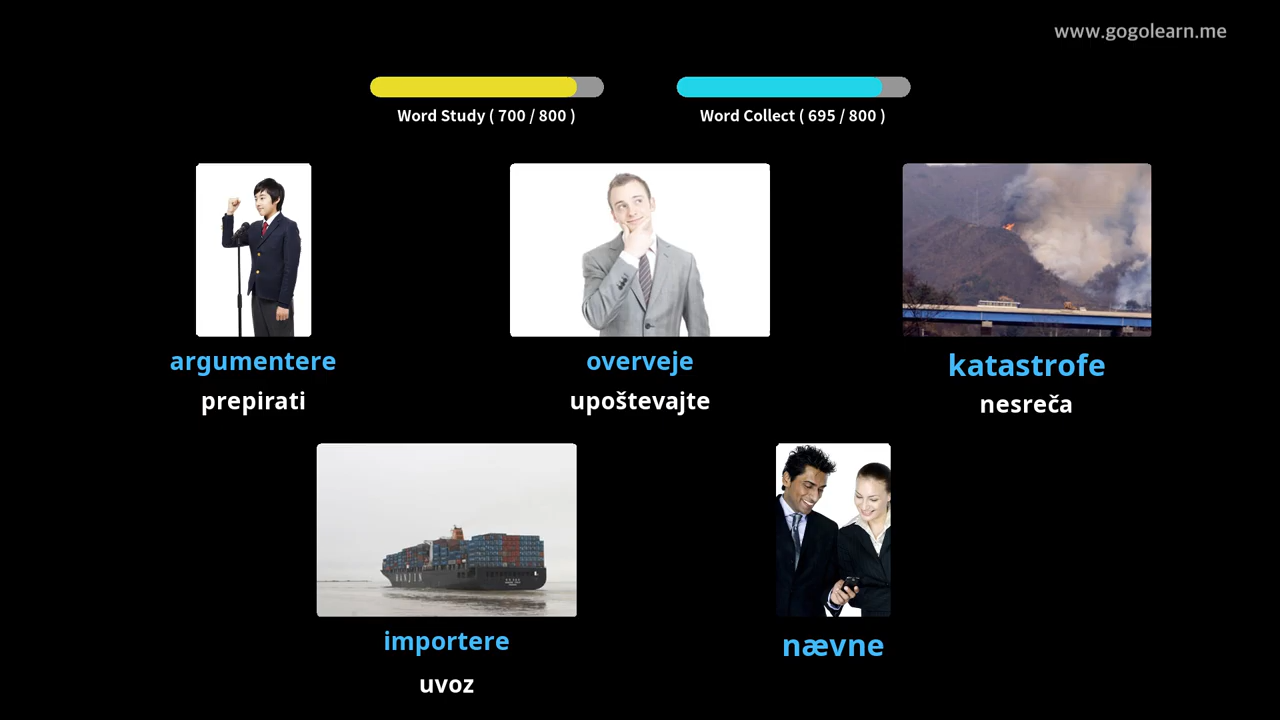 www.gogolearn.me
Word Study ( 700 / 800 )
Word Collect ( 695 / 800 )
argumentere
prepirati
overveje
upoštevajte
katastrofe
nesreča
importere
uvoz
nævne